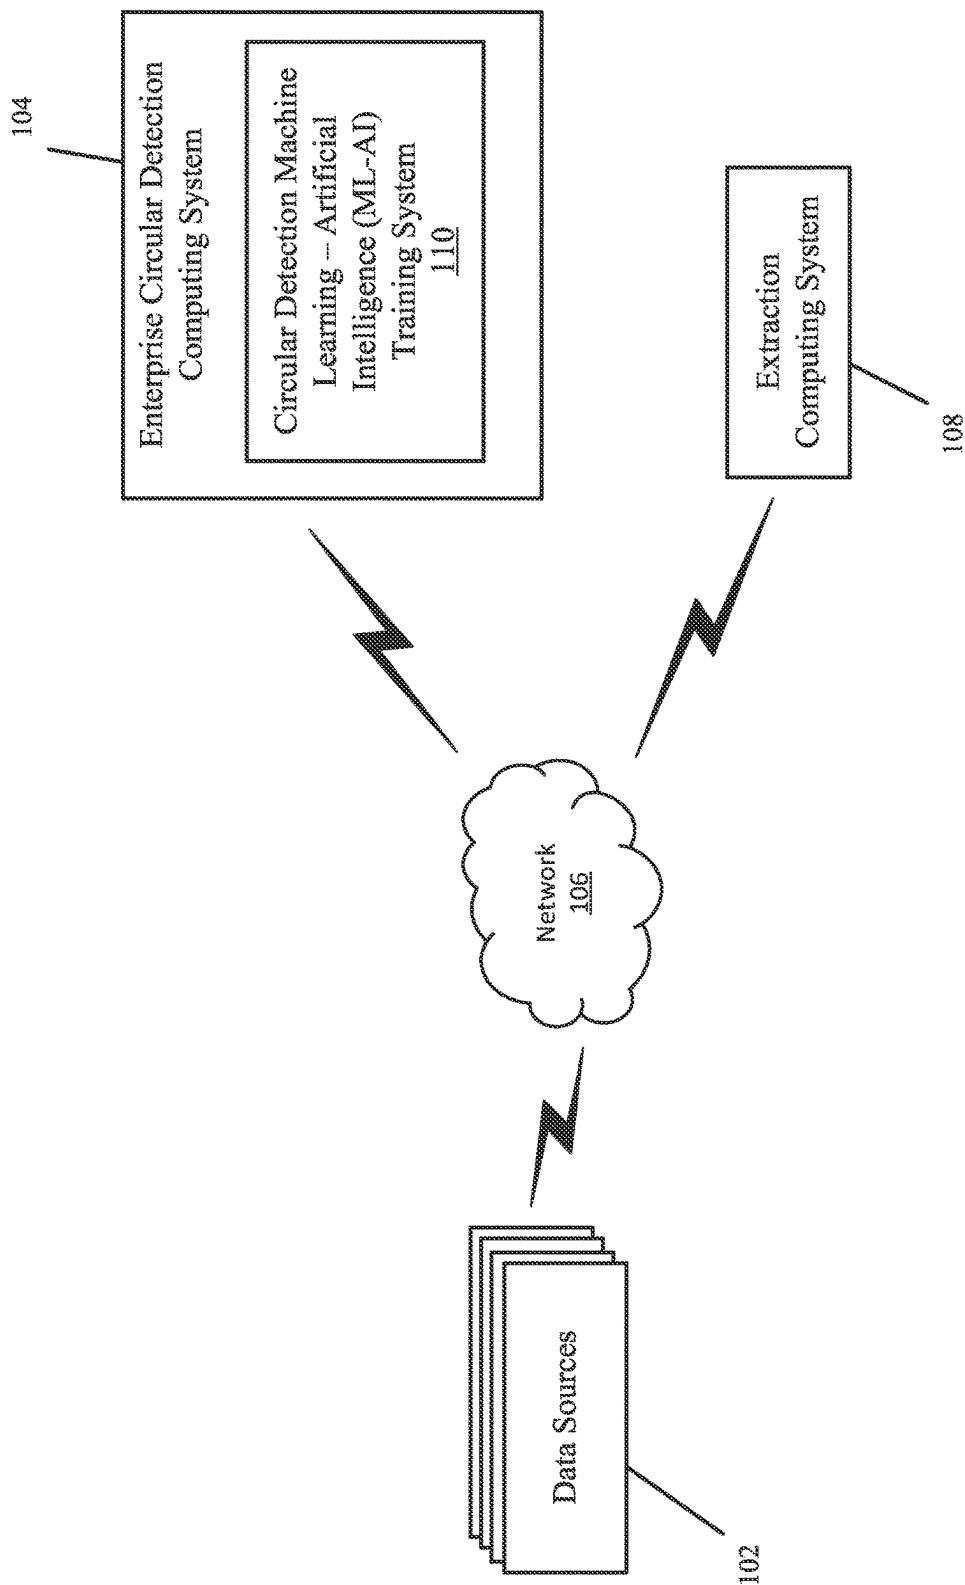 104
Enterprise Circular Detection
Computing System
Circular Detection Machine
Learning – Artificial
Intelligence (ML-AI)
Training System
110
Network
106
Extraction
Computing System
108
Data Sources
102